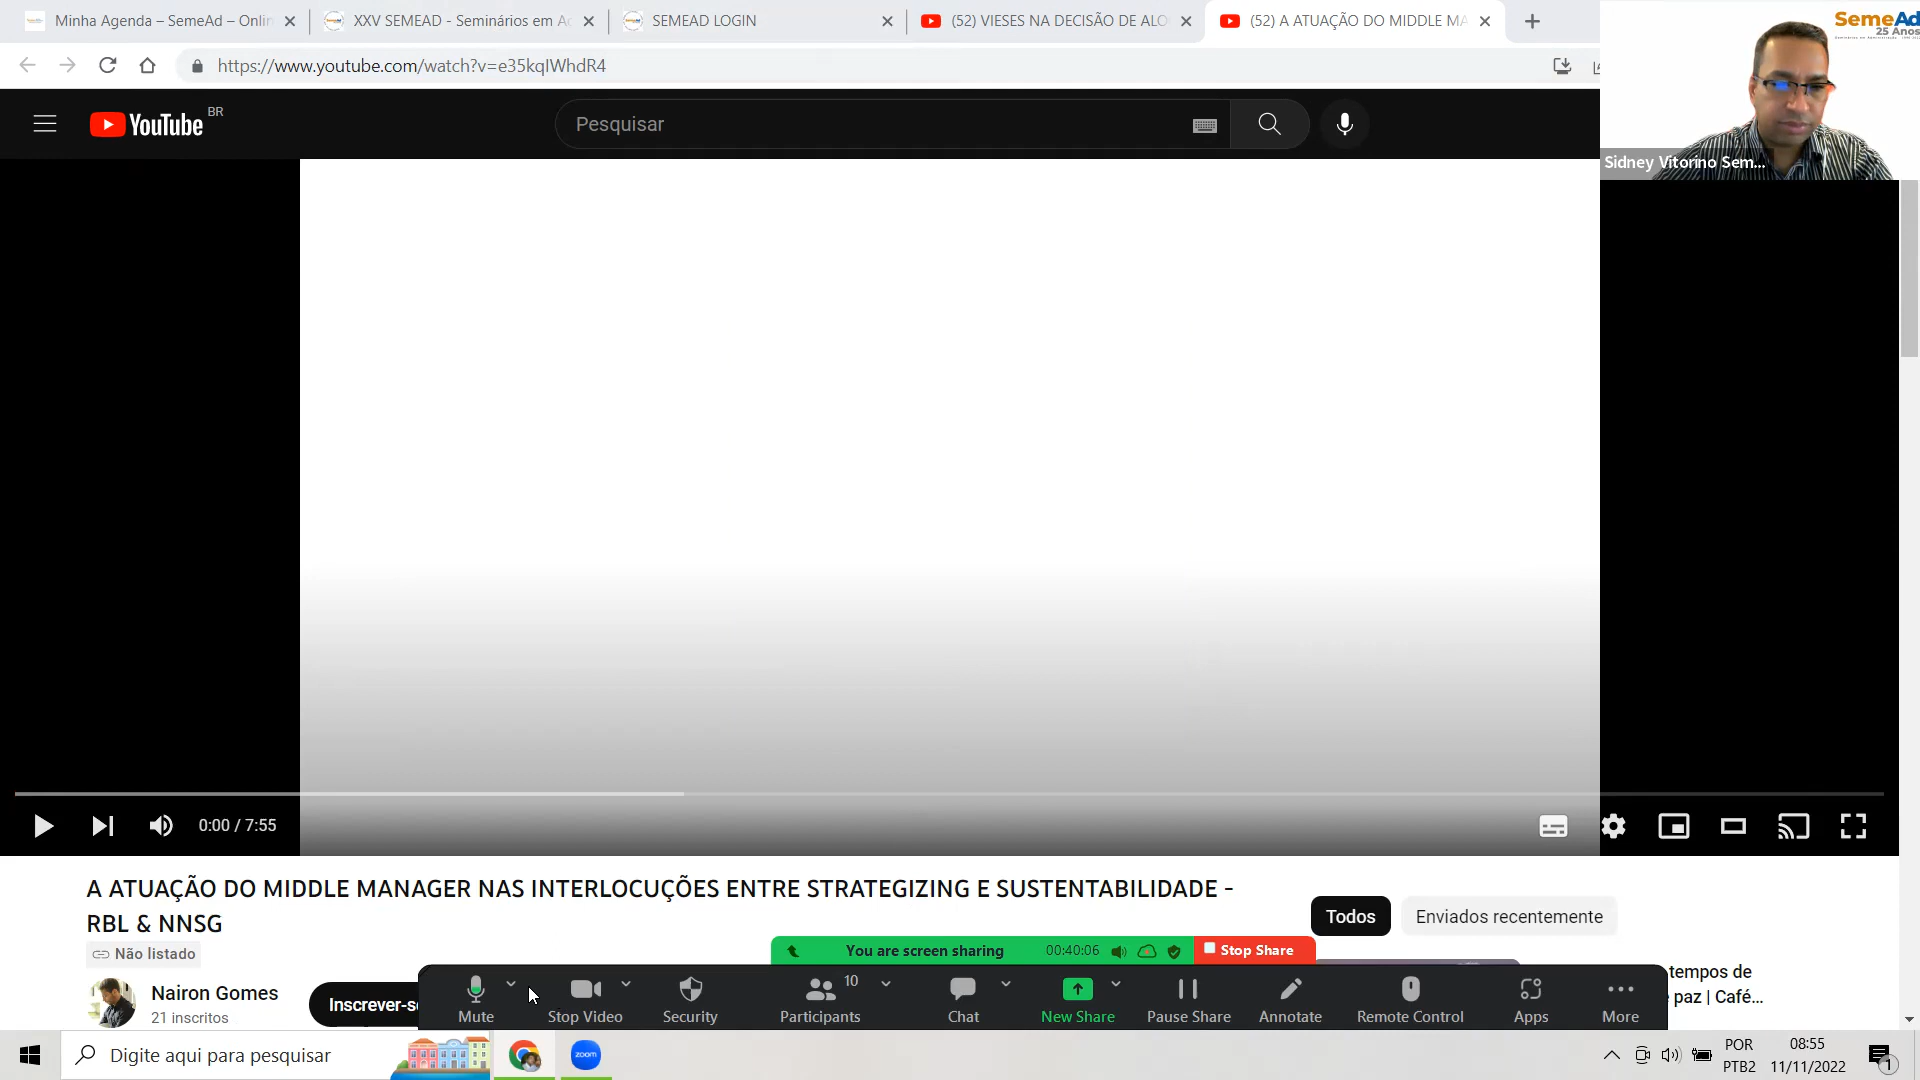 Minha Agenda – SemeAd – Onlin
XXV SEMEAD - Seminários em Ad
SEMEAD LOGIN
(52) VIESES NA DECISÃO DE ALO
(52) A ATUAÇÃO DO MIDDLE MA
SemeAd
25 Anos
https://www.youtube.com/watch?v=e35kqIWhdR4
YouTube BR
Pesquisar
Sidney Vitorino Sem...
0:00 / 7:55
A ATUAÇÃO DO MIDDLE MANAGER NAS INTERLOCUÇÕES ENTRE STRATEGIZING E SUSTENTABILIDADE -
RBL & NNSG
Não listado
Todos
Enviados recentemente
You are screen sharing
00:40:06
Stop Share
Nairon Gomes
21 inscritos
Inscrever-se
tempos de
paz | Café...
Mute
Stop Video
Security
Participants
10
Chat
New Share
Pause Share
Annotate
Remote Control
Apps
More
Digite aqui para pesquisar
zoom
POR
PTB2
08:55
11/11/2022
1